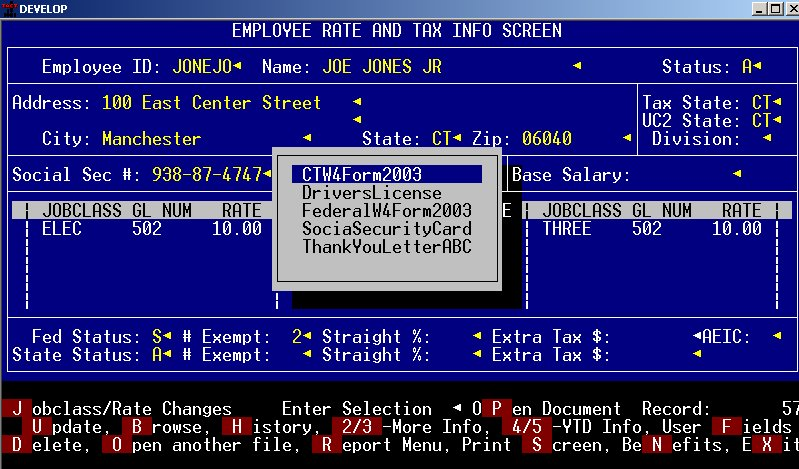 DEVELOP
EMPLOYEE RATE AND TAX INFO SCREEN
Employee ID: JONEJO Name: JOE JONES JR Status: A
Address: 100 East Center Street Tax State: CT
UC2 State: CT
City: Manchester State: CT Zip: 06040 Division:
Social Sec #: 938-87-4747 Base Salary:
CTW4Form2003
DriversLicense
FederalW4Form2003
SociaSecurityCard
ThankYouLetterABC
JOBCLASS GL NUM RATE E JOBCLASS GL NUM RATE
ELEC 502 10.00 THREE 502 10.00
Fed Status: S # Exempt: 2 Straight %: Extra Tax $: AEIC:
State Status: A # Exempt: Straight %: Extra Tax $:
Jobclass/Rate Changes Enter Selection OPen Document Record: 57
Update, Browse, History, 2/3-More Info, 4/5-YTD Info, User Fields
Delete, Open another file, Report Menu, Print Screen, BeNefits, EXit